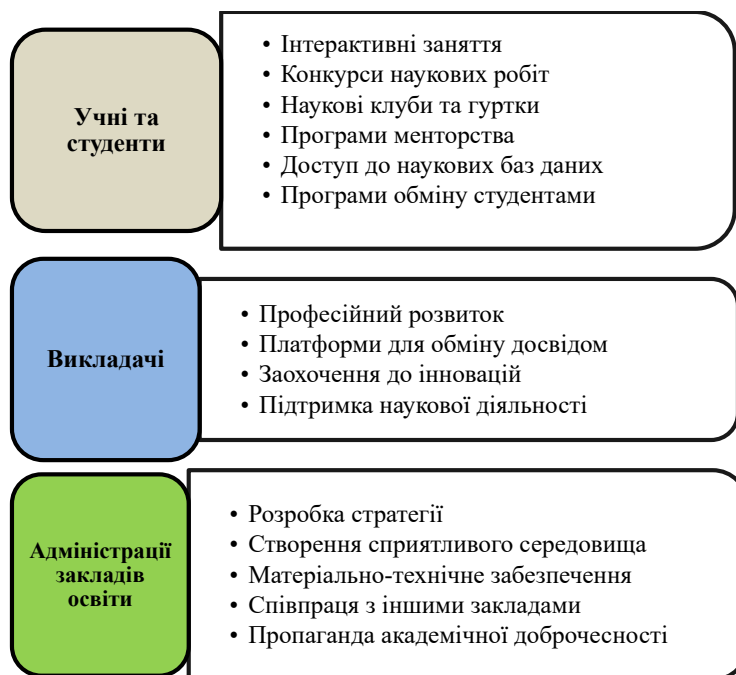 Учні та
студенти
• Інтерактивні заняття
• Конкурси наукових робіт
• Наукові клуби та гуртки
• Програми менторства
• Доступ до наукових баз даних
• Програми обміну студентами
Викладачі
• Професійний розвиток
• Платформи для обміну досвідом
• Заохочення до інновацій
• Підтримка наукової діяльності
Адміністрації
закладів
освіти
• Розробка стратегії
• Створення сприятливого середовища
• Матеріально-технічне забезпечення
• Співпраця з іншими закладами
• Пропаганда академічної доброчесності